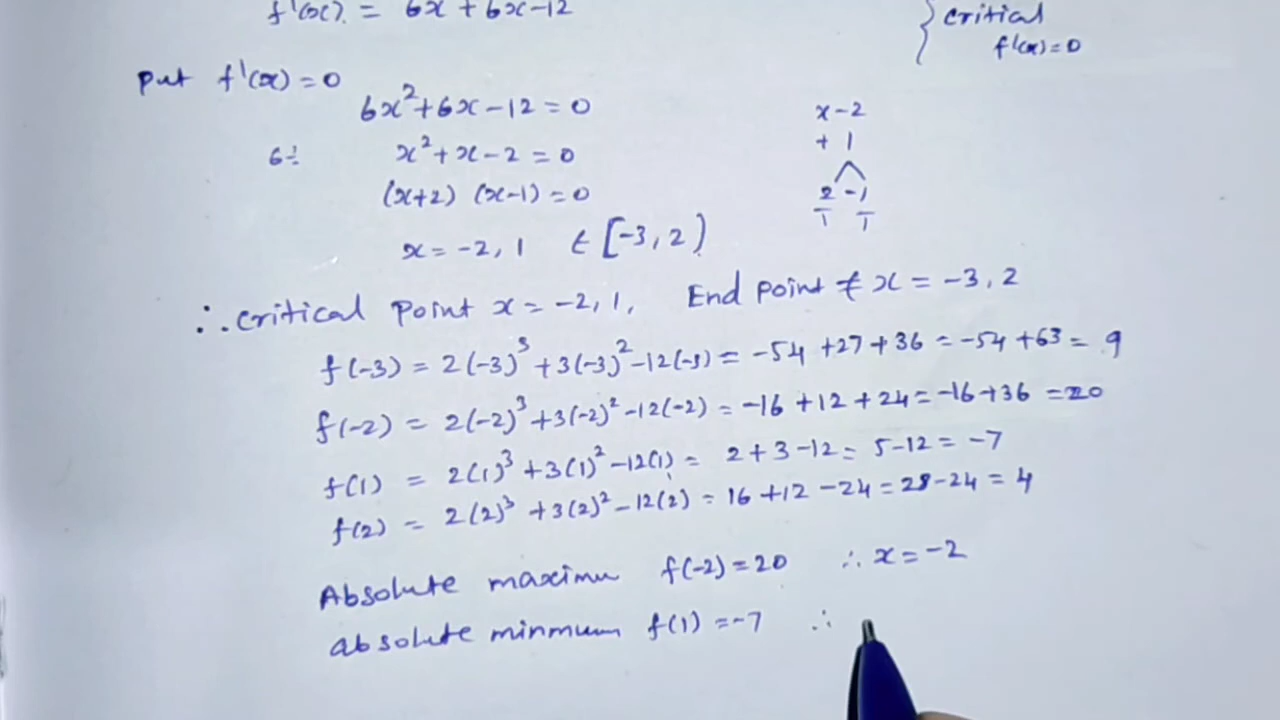 f'(x) = 6x + 6x - 12
critical
f'(x) = 0
Put f'(x) = 0
6x² + 6x - 12 = 0
6÷ x² + x - 2 = 0
(x+2) (x-1) = 0
x = -2, 1 ∈ [-3, 2)
x - 2
+ 1
2 -1
1 1
∴ critical Point x = -2, 1, End point x = -3, 2
f(-3) = 2(-3)³ + 3(-3)² - 12(-3) = -54 + 27 + 36 = -54 + 63 = 9
f(-2) = 2(-2)³ + 3(-2)² - 12(-2) = -16 + 12 + 24 = -16 + 36 = 20
f(1) = 2(1)³ + 3(1)² - 12(1) = 2 + 3 - 12 = 5 - 12 = -7
f(2) = 2(2)³ + 3(2)² - 12(2) = 16 + 12 - 24 = 28 - 24 = 4
Absolute maximu f(-2) = 20 ∴ x = -2
absolute minmum f(1) = -7 ∴